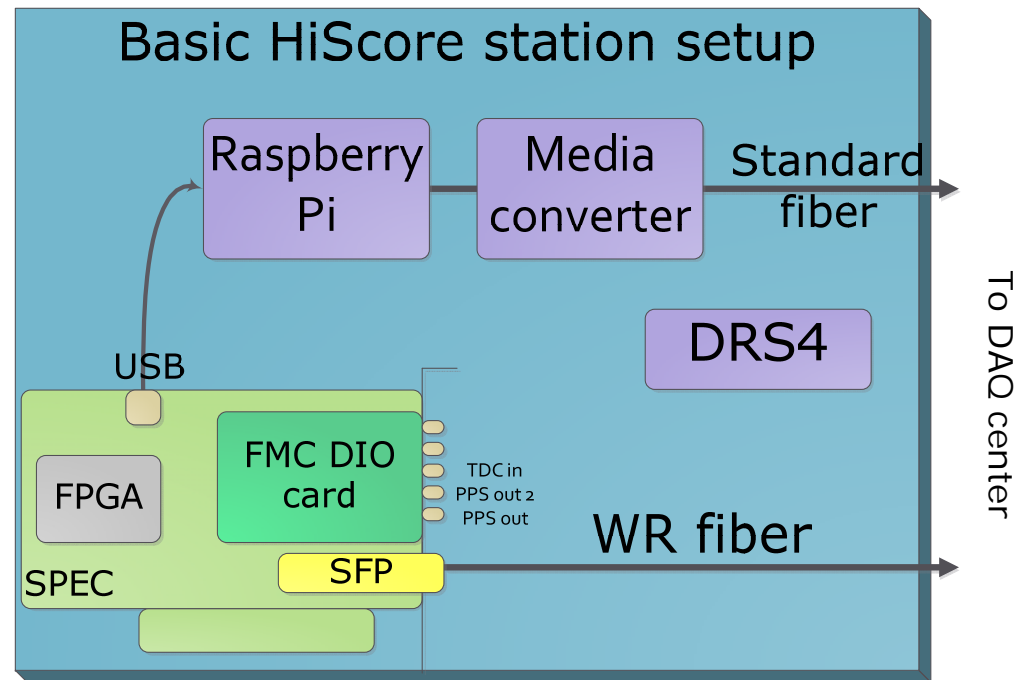 Basic HiScore station setup
Raspberry
Pi
Media
converter
Standard
fiber
To DAQ center
DRS4
USB
FMC DIO
card
FPGA
TDC in
PPS out 2
PPS out
WR fiber
SFP
SPEC